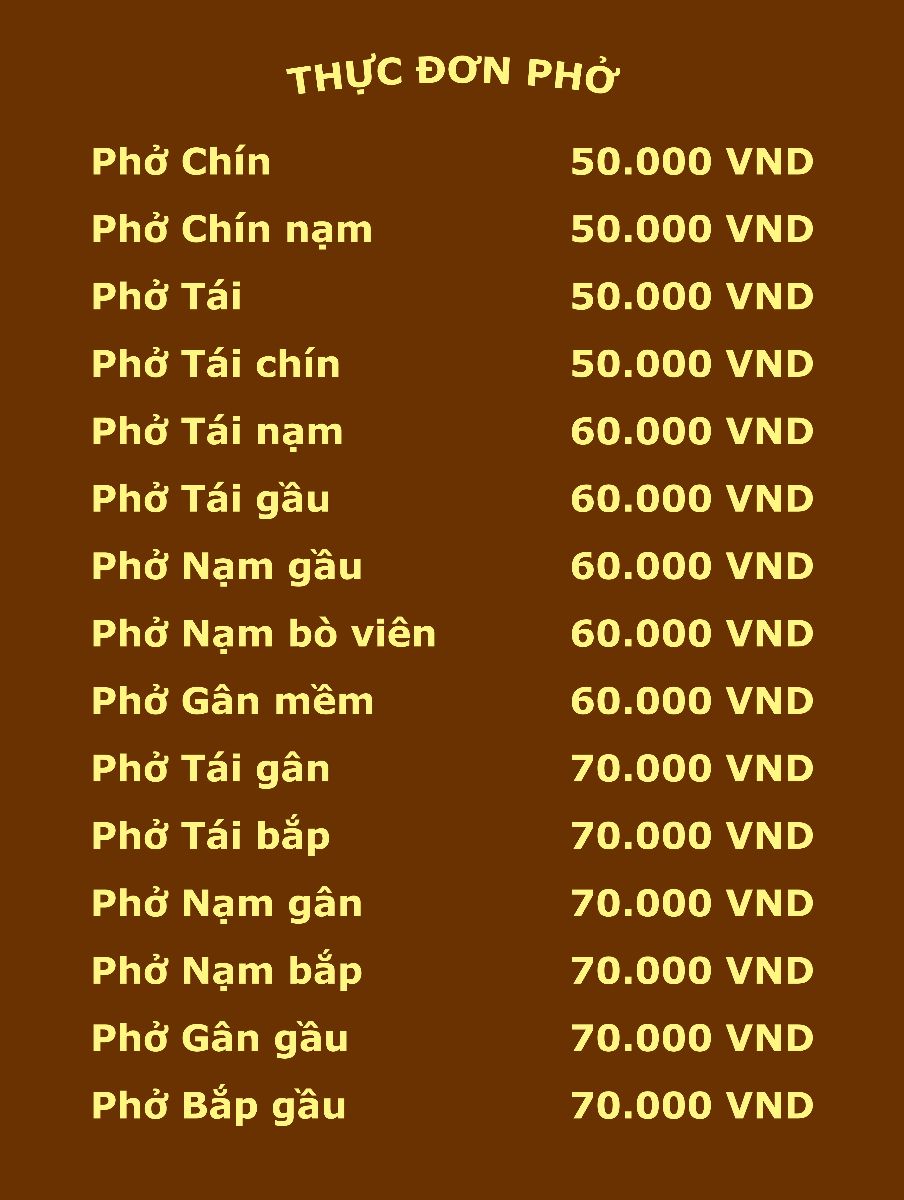 THỰC ĐƠN PHỞ
Phở Chín 50.000 VND
Phở Chín nạm 50.000 VND
Phở Tái 50.000 VND
Phở Tái chín 50.000 VND
Phở Tái nạm 60.000 VND
Phở Tái gầu 60.000 VND
Phở Nạm gầu 60.000 VND
Phở Nạm bò viên 60.000 VND
Phở Gân mềm 60.000 VND
Phở Tái gân 70.000 VND
Phở Tái bắp 70.000 VND
Phở Nạm gân 70.000 VND
Phở Nạm bắp 70.000 VND
Phở Gân gầu 70.000 VND
Phở Bắp gầu 70.000 VND